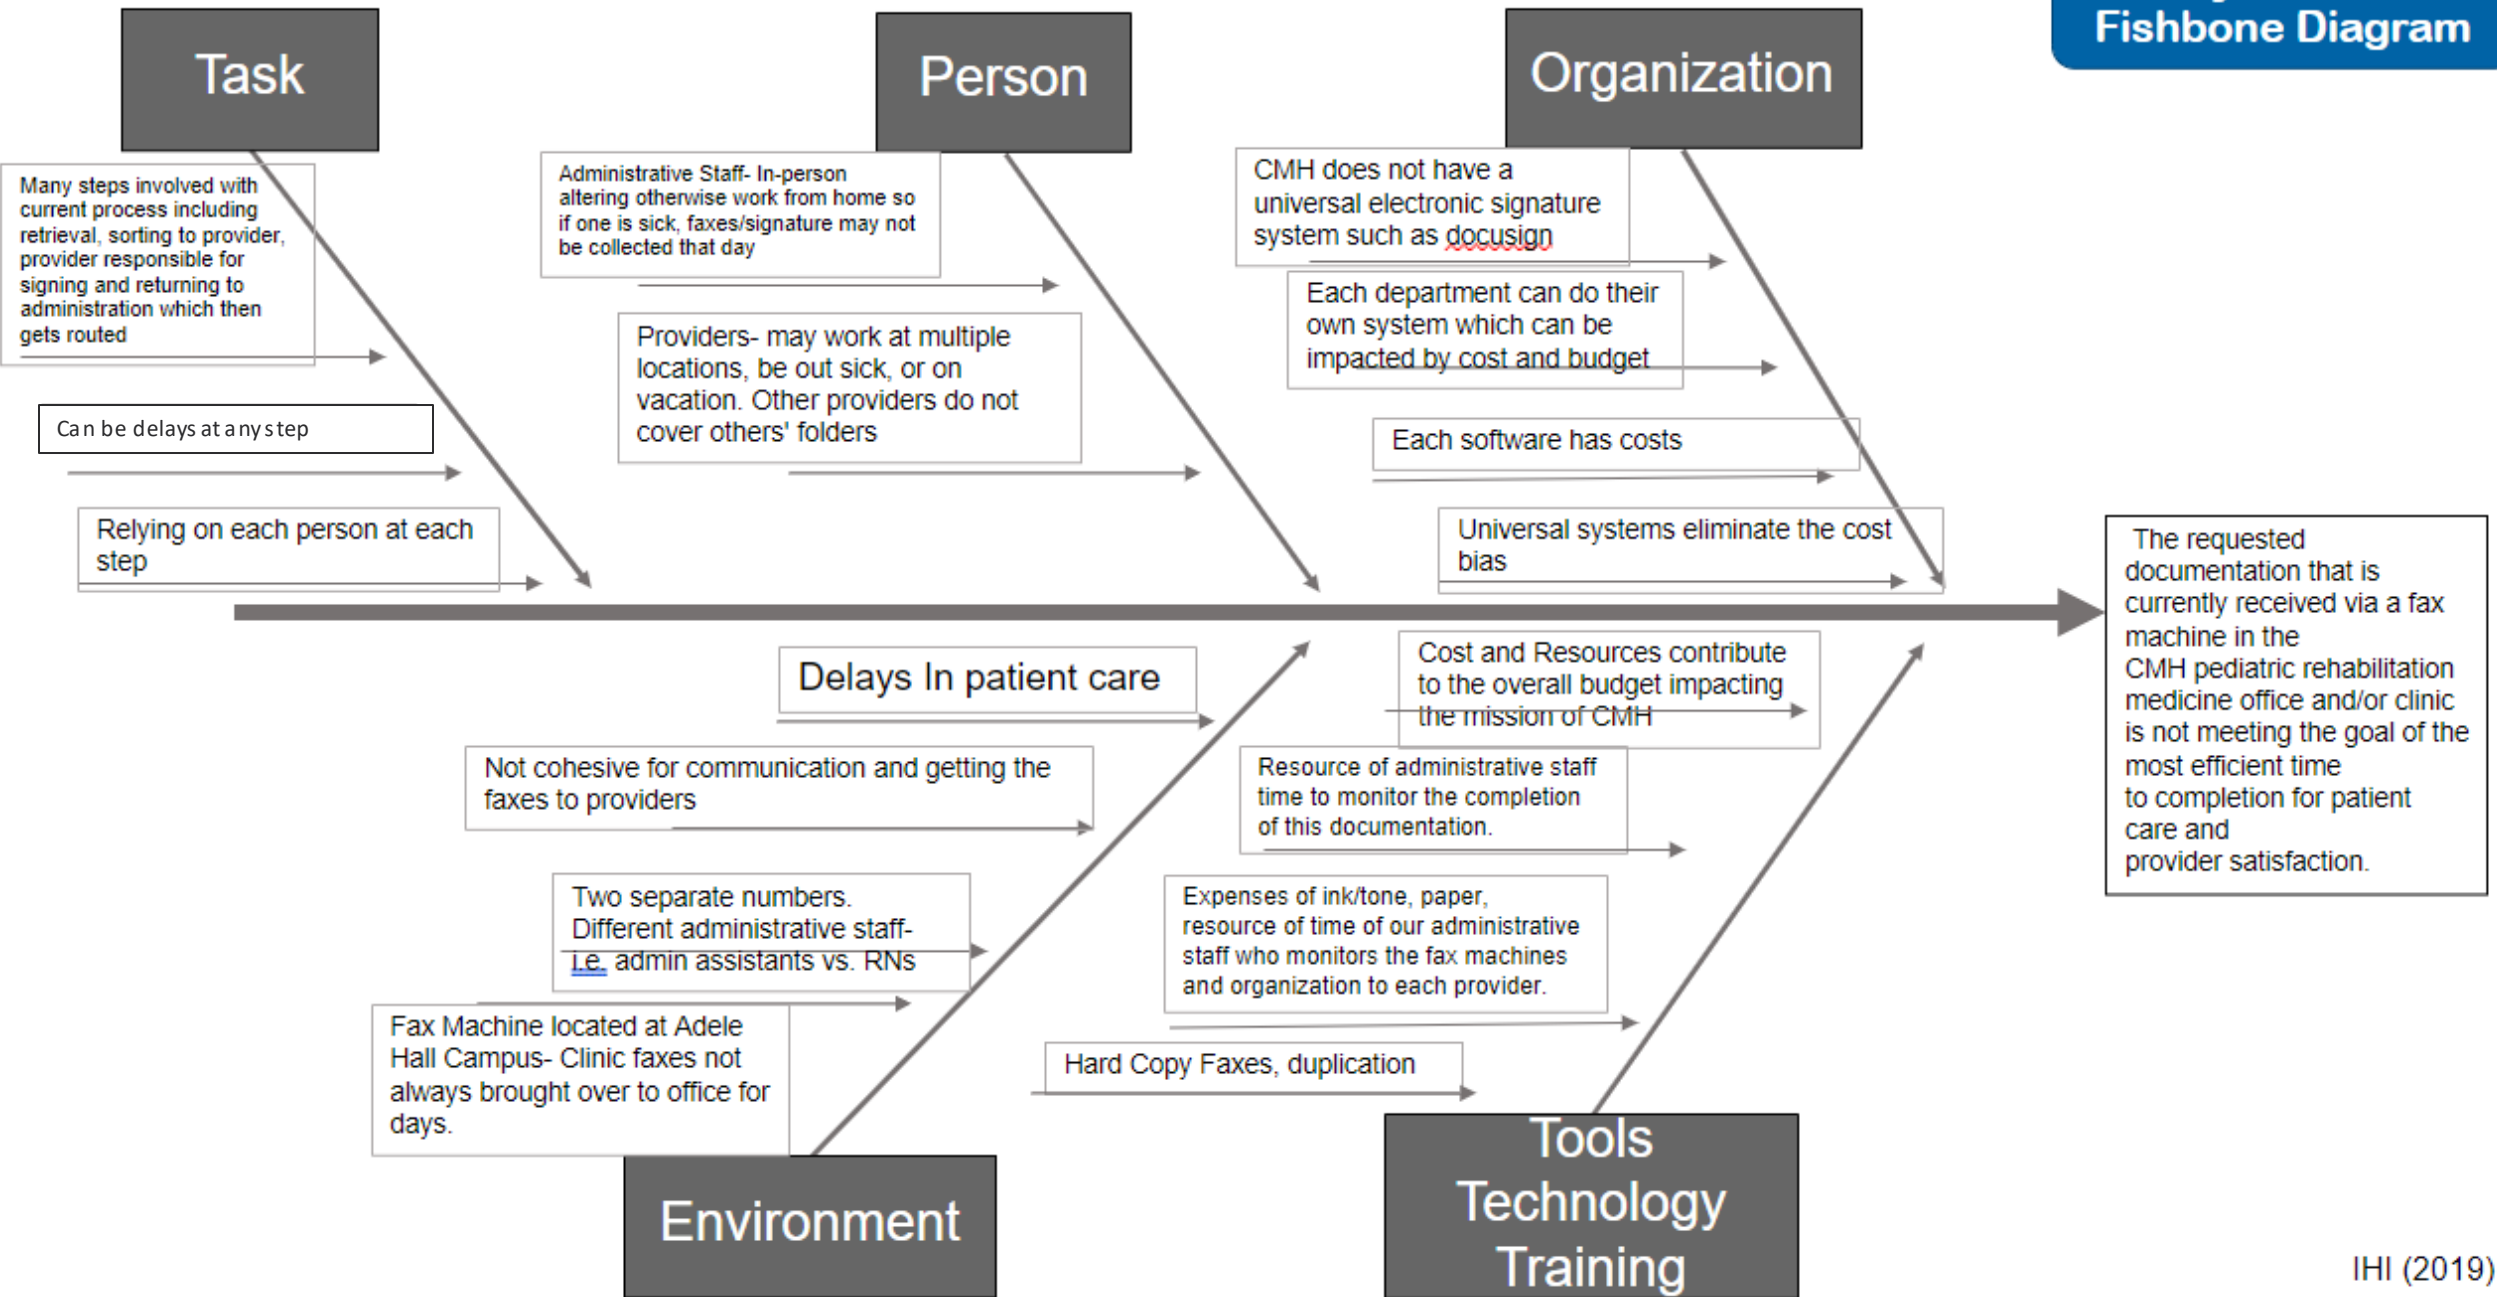 Fishbone Diagram
Task
Many steps involved with
current process including
retrieval, sorting to provider,
provider responsible for
signing and returning to
administration which then
gets routed
Can be delays at any step
Relying on each person at each
step
Person
Administrative Staff- In-person
altering otherwise work from home so
if one is sick, faxes/signature may not
be collected that day
Providers- may work at multiple
locations, be out sick, or on
vacation. Other providers do not
cover others' folders
Organization
CMH does not have a
universal electronic signature
system such as docusign
Each department can do their
own system which can be
impacted by cost and budget
Each software has costs
Universal systems eliminate the cost
bias
The requested
documentation that is
currently received via a fax
machine in the
CMH pediatric rehabilitation
medicine office and/or clinic
is not meeting the goal of the
most efficient time
to completion for patient
care and
provider satisfaction.
Delays In patient care
Not cohesive for communication and getting the
faxes to providers
Two separate numbers.
Different administrative staff-
i.e. admin assistants vs. RNs
Fax Machine located at Adele
Hall Campus- Clinic faxes not
always brought over to office for
days.
Environment
Cost and Resources contribute
to the overall budget impacting
the mission of CMH
Resource of administrative staff
time to monitor the completion
of this documentation.
Expenses of ink/tone, paper,
resource of time of our administrative
staff who monitors the fax machines
and organization to each provider.
Hard Copy Faxes, duplication
Tools
Technology
Training
IHI (2019)